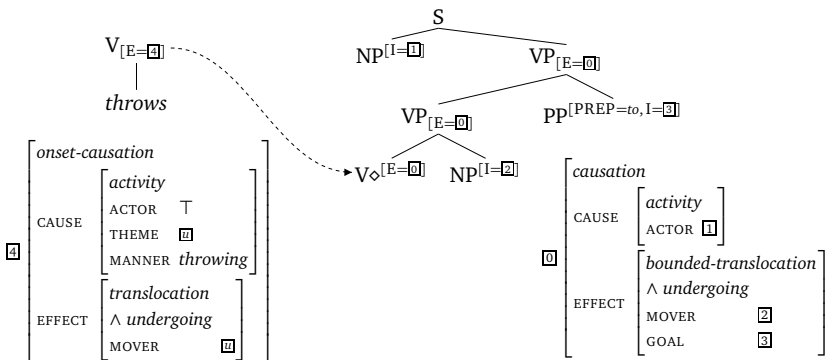 S
V[E=4]
NP[I=1] VP[E=0]
throws
VP[E=0] PP[PREP=to, I=3]
V◇[E=0] NP[I=2]
4
onset-causation
CAUSE
activity
ACTOR ⊤
THEME u
MANNER throwing
EFFECT
translocation
∧ undergoing
MOVER u
0
causation
CAUSE
activity
ACTOR 1
EFFECT
bounded-translocation
∧ undergoing
MOVER 2
GOAL 3